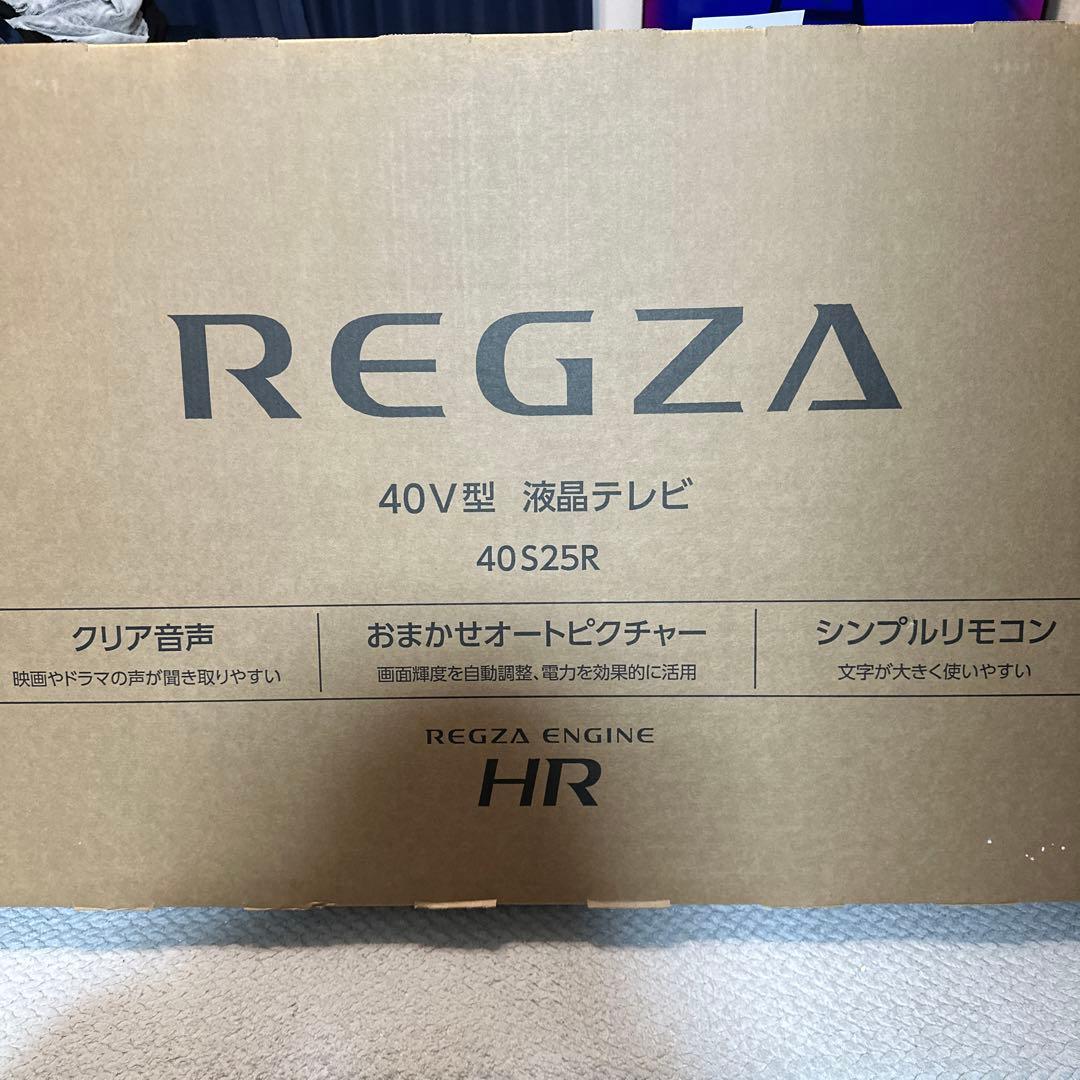 REGZA
40V型 液晶テレビ
40S25R
クリア音声
映画やドラマの声が聞き取りやすい
おまかせオートピクチャー
画面輝度を自動調整、電力を効果的に活用
シンプルリモコン
文字が大きく使いやすい
REGZA ENGINE
HR